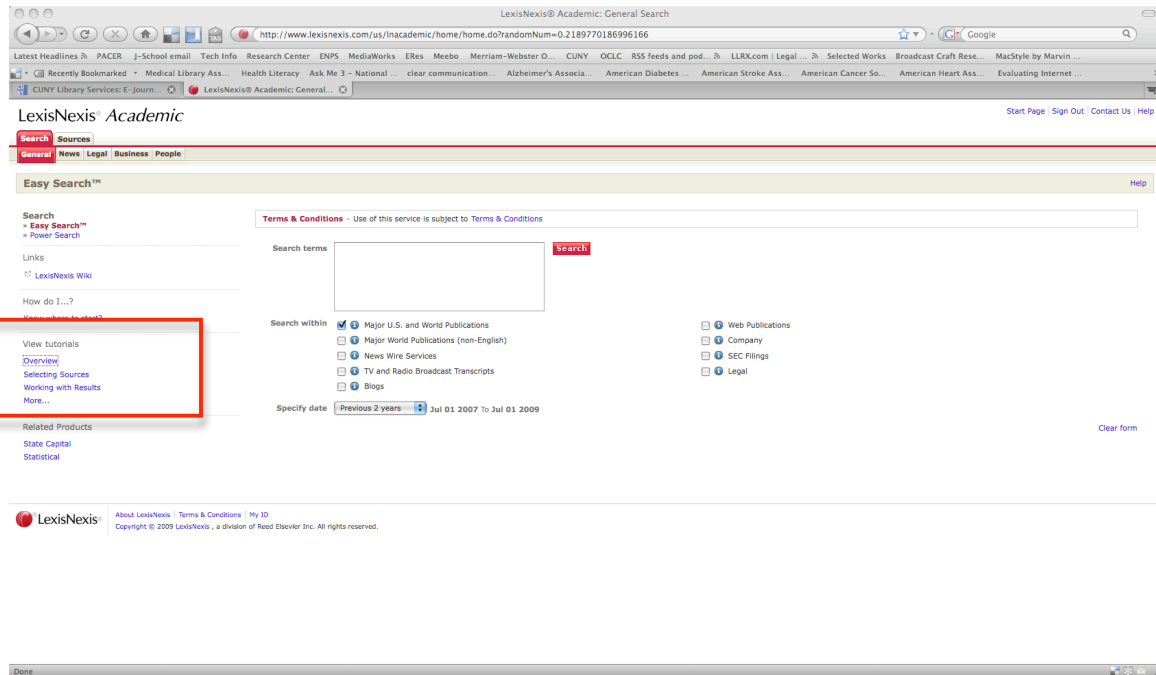 LexisNexis® Academic: General Search
http://www.lexisnexis.com/us/lnacademic/home/home.do?randomNum=0.2189770186996166
Google
Latest Headlines PACER J-School email Tech Info Research Center ENPS MediaWorks ERes Meebo Merriam-Webster O... CUNY OCLC RSS feeds and pod... LLRX.com | Legal ... Selected Works Broadcast Craft Rese... MacStyle by Marvin ...
Recently Bookmarked Medical Library Ass... Health Literacy Ask Me 3 - National ... clear communication... Alzheimer's Associa... American Diabetes ... American Stroke Ass... American Cancer So... American Heart Ass... Evaluating Internet ...
CUNY Library Services: E-Journ... LexisNexis® Academic: General...
LexisNexis® Academic
Start Page | Sign Out | Contact Us | Help
Search Sources
General News Legal Business People
Easy Search™
Help
Search
» Easy Search™
» Power Search
Links
LexisNexis Wiki
How do I...?
Know where to start?
View tutorials
Overview
Selecting Sources
Working with Results
More...
Related Products
State Capital
Statistical
Terms & Conditions - Use of this service is subject to Terms & Conditions
Search terms
Search
Search within
Major U.S. and World Publications
Major World Publications (non-English)
News Wire Services
TV and Radio Broadcast Transcripts
Blogs
Web Publications
Company
SEC Filings
Legal
Specify date Previous 2 years Jul 01 2007 To Jul 01 2009
Clear form
LexisNexis®
About LexisNexis | Terms & Conditions | My ID
Copyright © 2009 LexisNexis , a division of Reed Elsevier Inc. All rights reserved.
Done